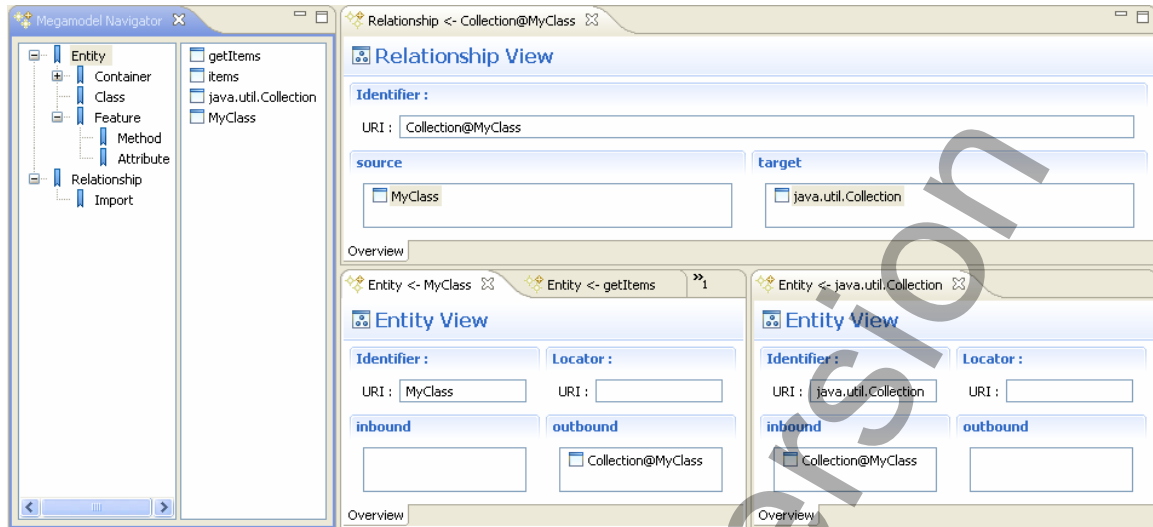 Megamodel Navigator
Entity
Container
Class
Feature
Method
Attribute
Relationship
Import
getItems
items
java.util.Collection
MyClass
Relationship <- Collection@MyClass
Relationship View
Identifier :
URI : Collection@MyClass
source
target
MyClass
java.util.Collection
Overview
Entity <- MyClass
Entity <- getItems
»1
Entity View
Identifier :
Locator :
URI : MyClass
URI :
inbound
outbound
Collection@MyClass
Overview
Entity <- java.util.Collection
Entity View
Identifier :
Locator :
URI : java.util.Collection
URI :
inbound
outbound
Collection@MyClass
Overview
ersion